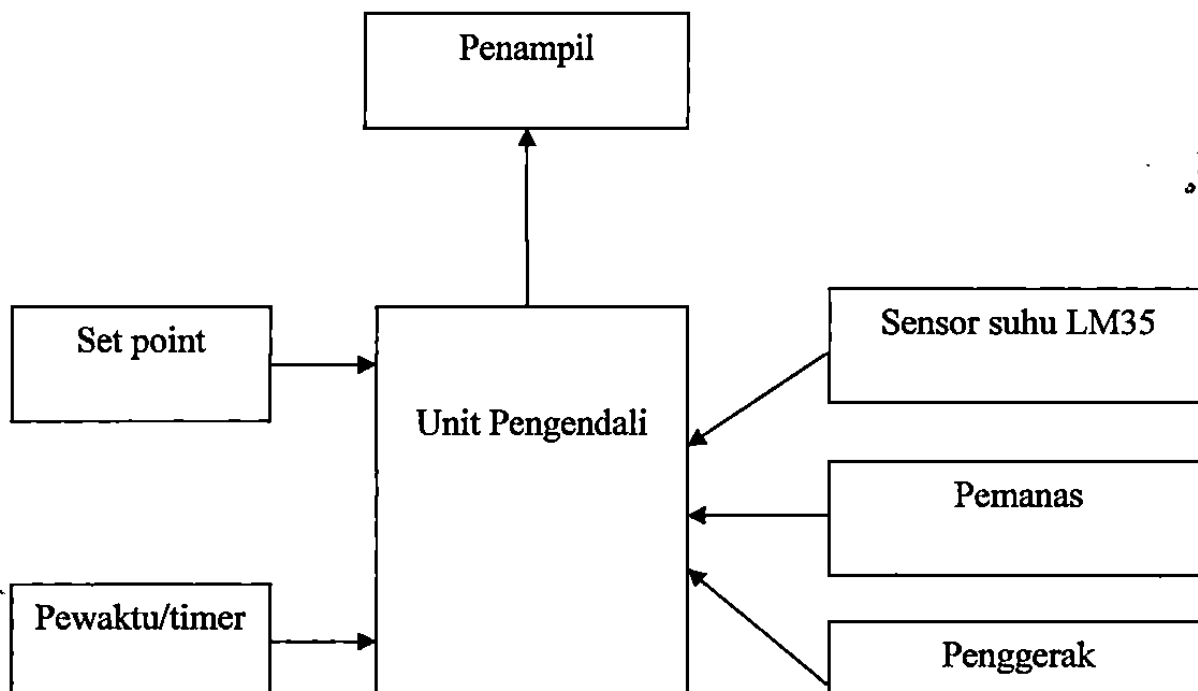 Penampil
Set point
Sensor suhu LM35
Unit Pengendali
Pemanas
Pewaktu/timer
Penggerak